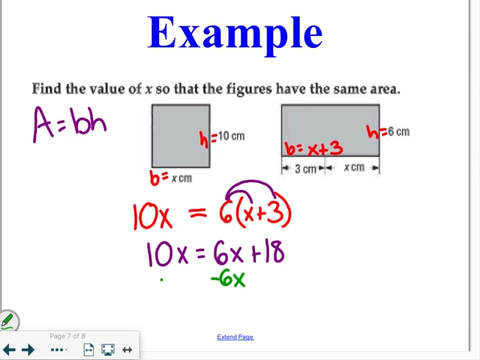 Example
Find the value of x so that the figures have the same area.
A=bh
h=10 cm
b=x cm
h=6 cm
b=x+3
3 cm x cm
10x = 6(x+3)
10x = 6x+18
-6x
Extend Page
Page 7 of 8